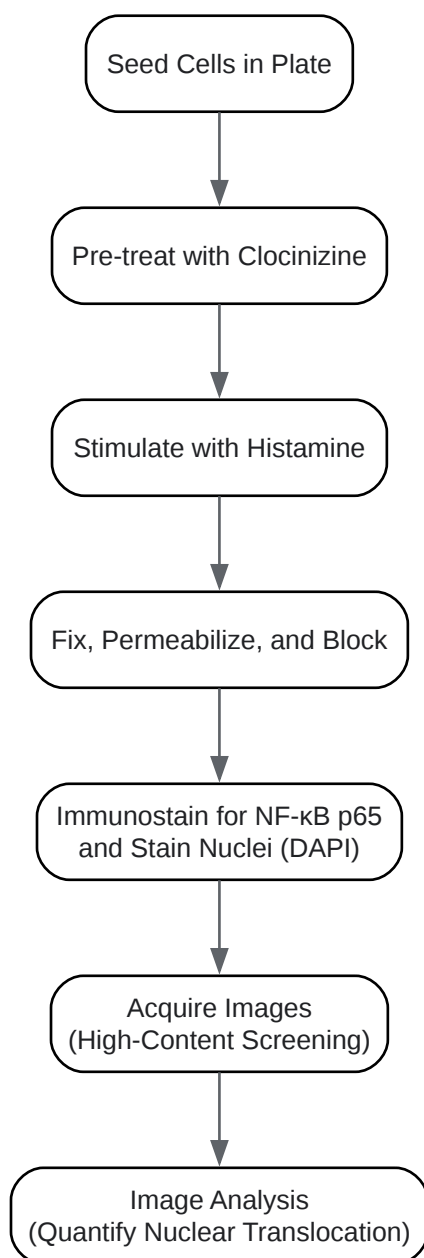 Seed Cells in Plate
Pre-treat with Clocinizine
Stimulate with Histamine
Fix, Permeabilize, and Block
Immunostain for NF-κB p65
and Stain Nuclei (DAPI)
Acquire Images
(High-Content Screening)
Image Analysis
(Quantify Nuclear Translocation)